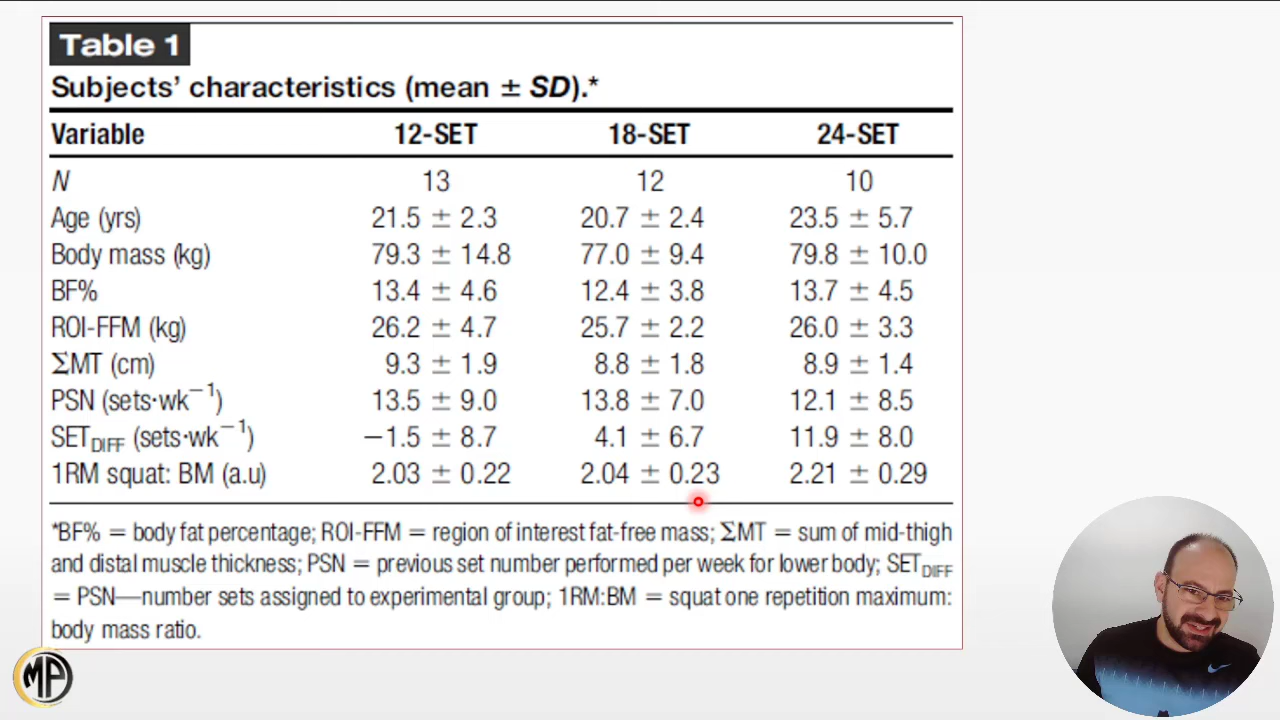 Table 1
Subjects’ characteristics (mean ± SD).*
Variable 12-SET 18-SET 24-SET
N 13 12 10
Age (yrs) 21.5 ± 2.3 20.7 ± 2.4 23.5 ± 5.7
Body mass (kg) 79.3 ± 14.8 77.0 ± 9.4 79.8 ± 10.0
BF% 13.4 ± 4.6 12.4 ± 3.8 13.7 ± 4.5
ROI-FFM (kg) 26.2 ± 4.7 25.7 ± 2.2 26.0 ± 3.3
ΣMT (cm) 9.3 ± 1.9 8.8 ± 1.8 8.9 ± 1.4
PSN (sets·wk⁻¹) 13.5 ± 9.0 13.8 ± 7.0 12.1 ± 8.5
SETDIFF (sets·wk⁻¹) −1.5 ± 8.7 4.1 ± 6.7 11.9 ± 8.0
1RM squat: BM (a.u) 2.03 ± 0.22 2.04 ± 0.23 2.21 ± 0.29
*BF% = body fat percentage; ROI-FFM = region of interest fat-free mass; ΣMT = sum of mid-thigh
and distal muscle thickness; PSN = previous set number performed per week for lower body; SETDIFF
= PSN—number sets assigned to experimental group; 1RM:BM = squat one repetition maximum:
body mass ratio.
MP